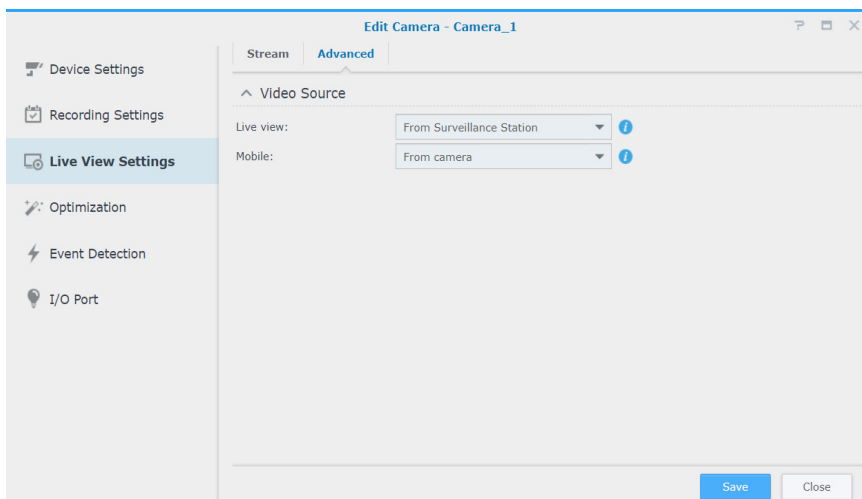 Edit Camera - Camera_1
Device Settings
Recording Settings
Live View Settings
Optimization
Event Detection
I/O Port
Stream Advanced
Video Source
Live view: From Surveillance Station
Mobile: From camera
Save Close